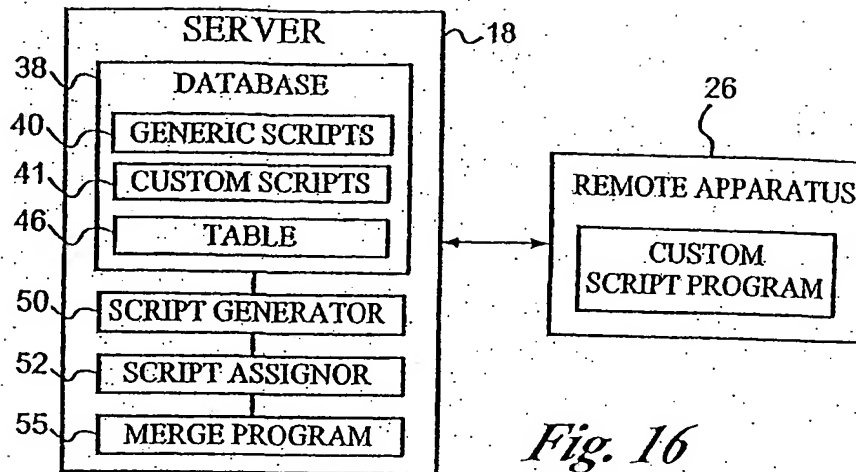 SERVER
18
38
DATABASE
40
GENERIC SCRIPTS
41
CUSTOM SCRIPTS
46
TABLE
50
SCRIPT GENERATOR
52
SCRIPT ASSIGNOR
55
MERGE PROGRAM
26
REMOTE APPARATUS
CUSTOM
SCRIPT PROGRAM
Fig. 16